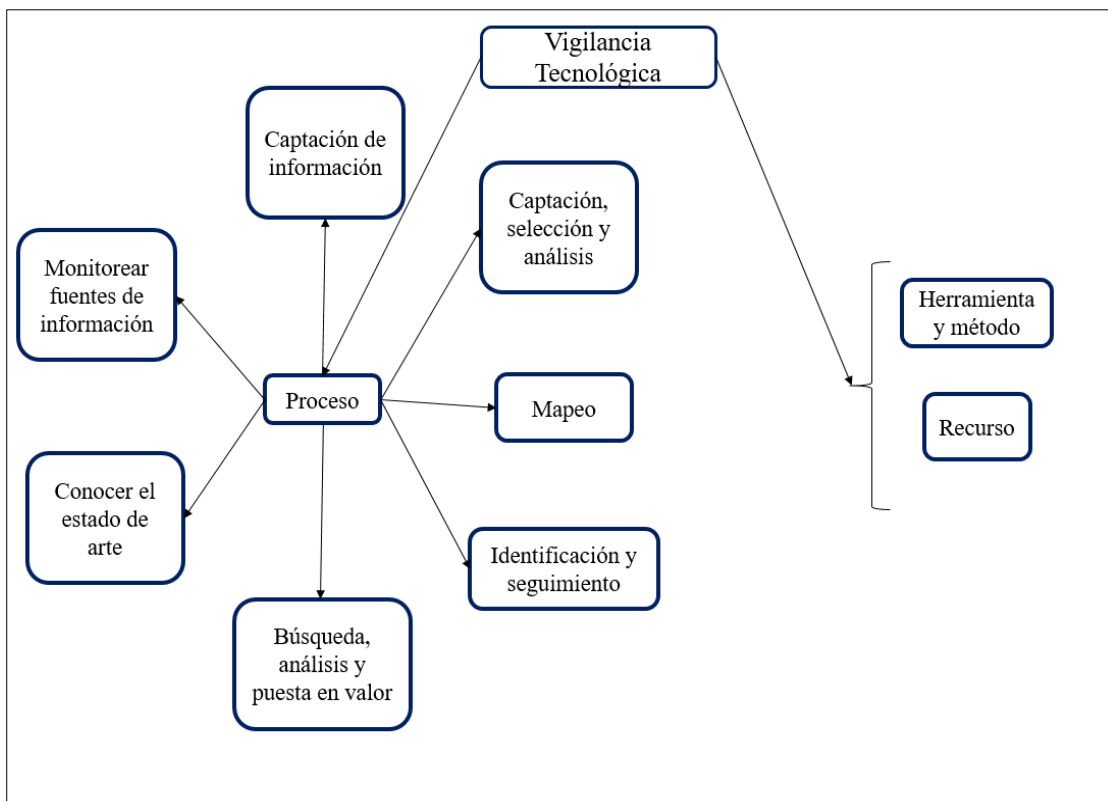 Vigilancia
Tecnológica
Captación de
información
Captación,
selección y
análisis
Monitorear
fuentes de
información
Herramienta
y método
Proceso
Mapeo
Recurso
Conocer el
estado de
arte
Identificación y
seguimiento
Búsqueda,
análisis y
puesta en valor